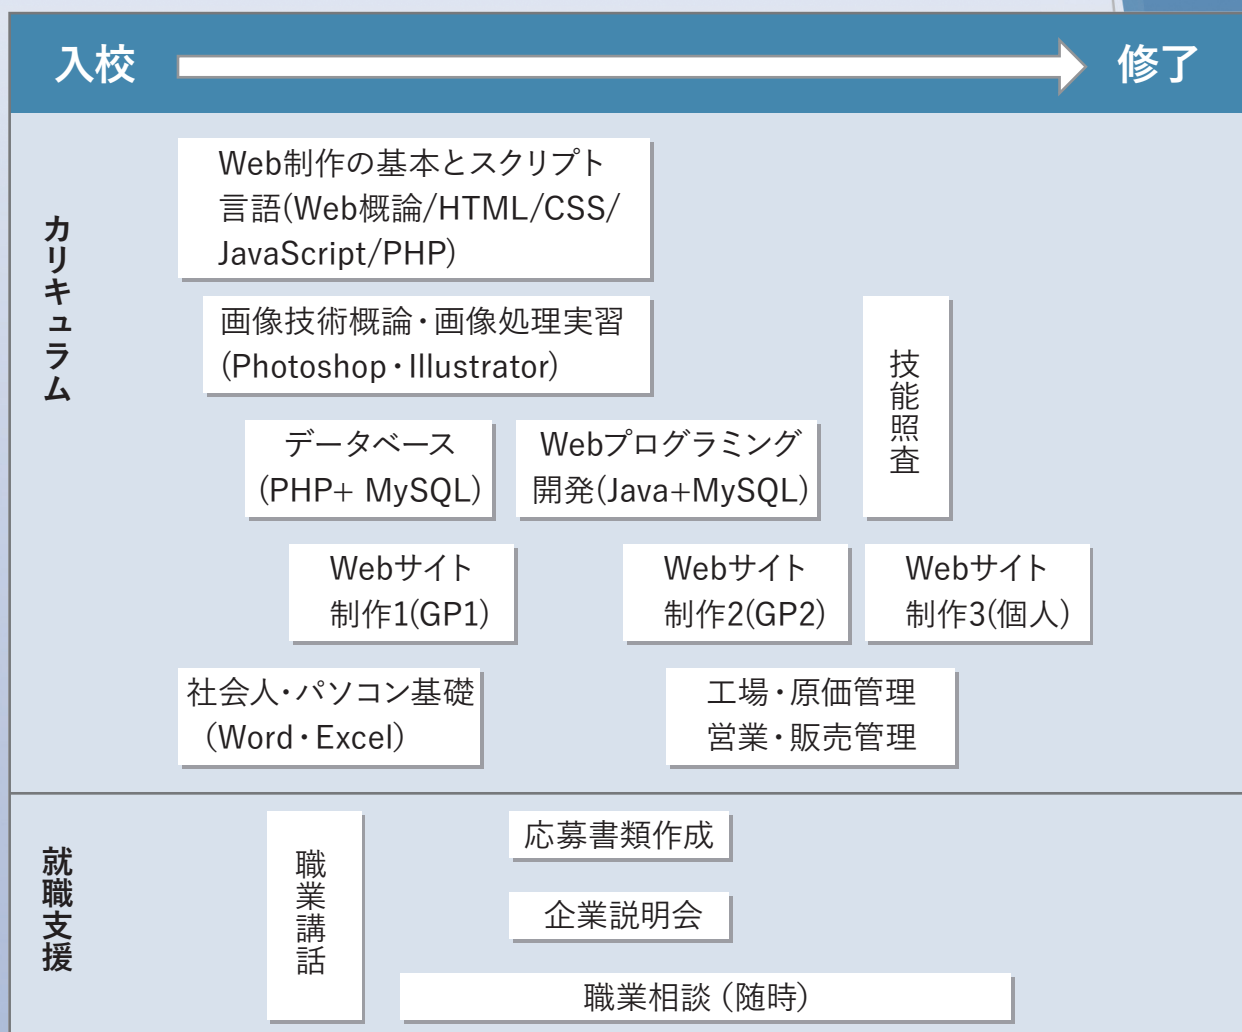 入校
修了
カリキュラム
Web制作の基本とスクリプト
言語(Web概論/HTML/CSS/
JavaScript/PHP)
画像技術概論・画像処理実習
(Photoshop・Illustrator)
技能照査
データベース
(PHP+ MySQL)
Webプログラミング
開発(Java+MySQL)
Webサイト
制作1(GP1)
Webサイト
制作2(GP2)
Webサイト
制作3(個人)
社会人・パソコン基礎
(Word・Excel)
工場・原価管理
営業・販売管理
就職支援
職業講話
応募書類作成
企業説明会
職業相談(随時)